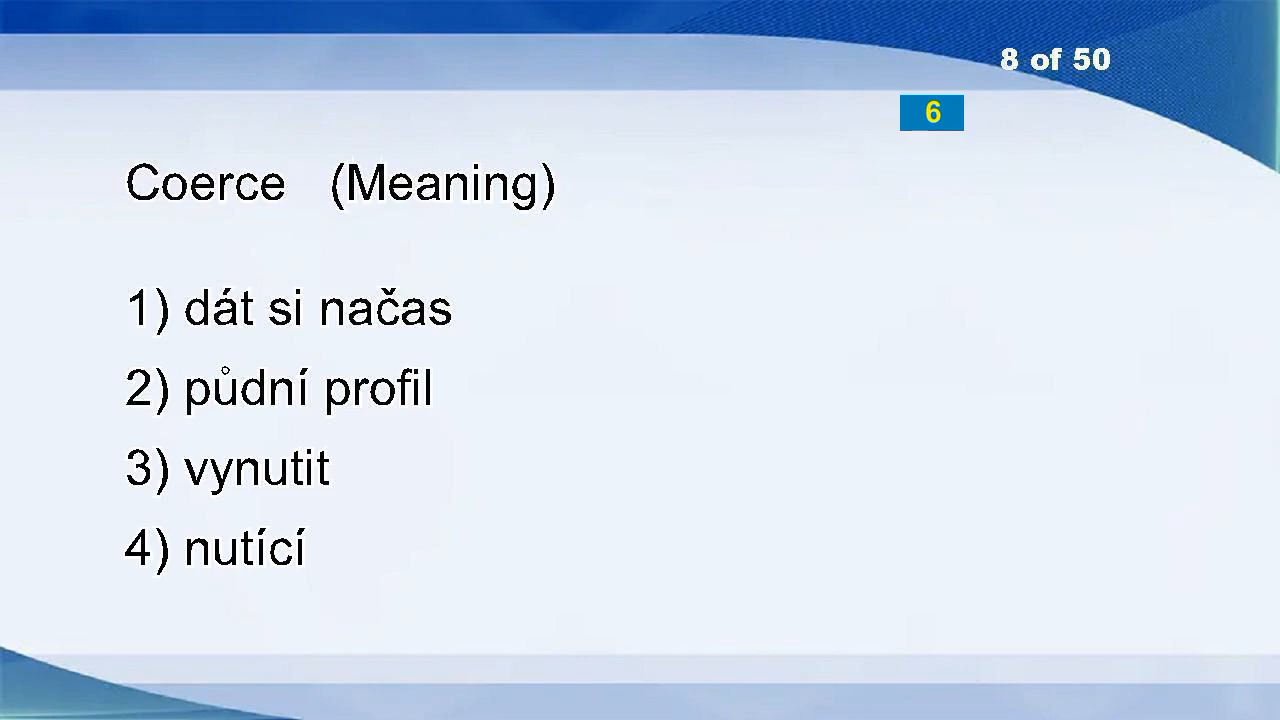 8 of 50
6
Coerce (Meaning)
1) dát si načas
2) půdní profil
3) vynutit
4) nutící